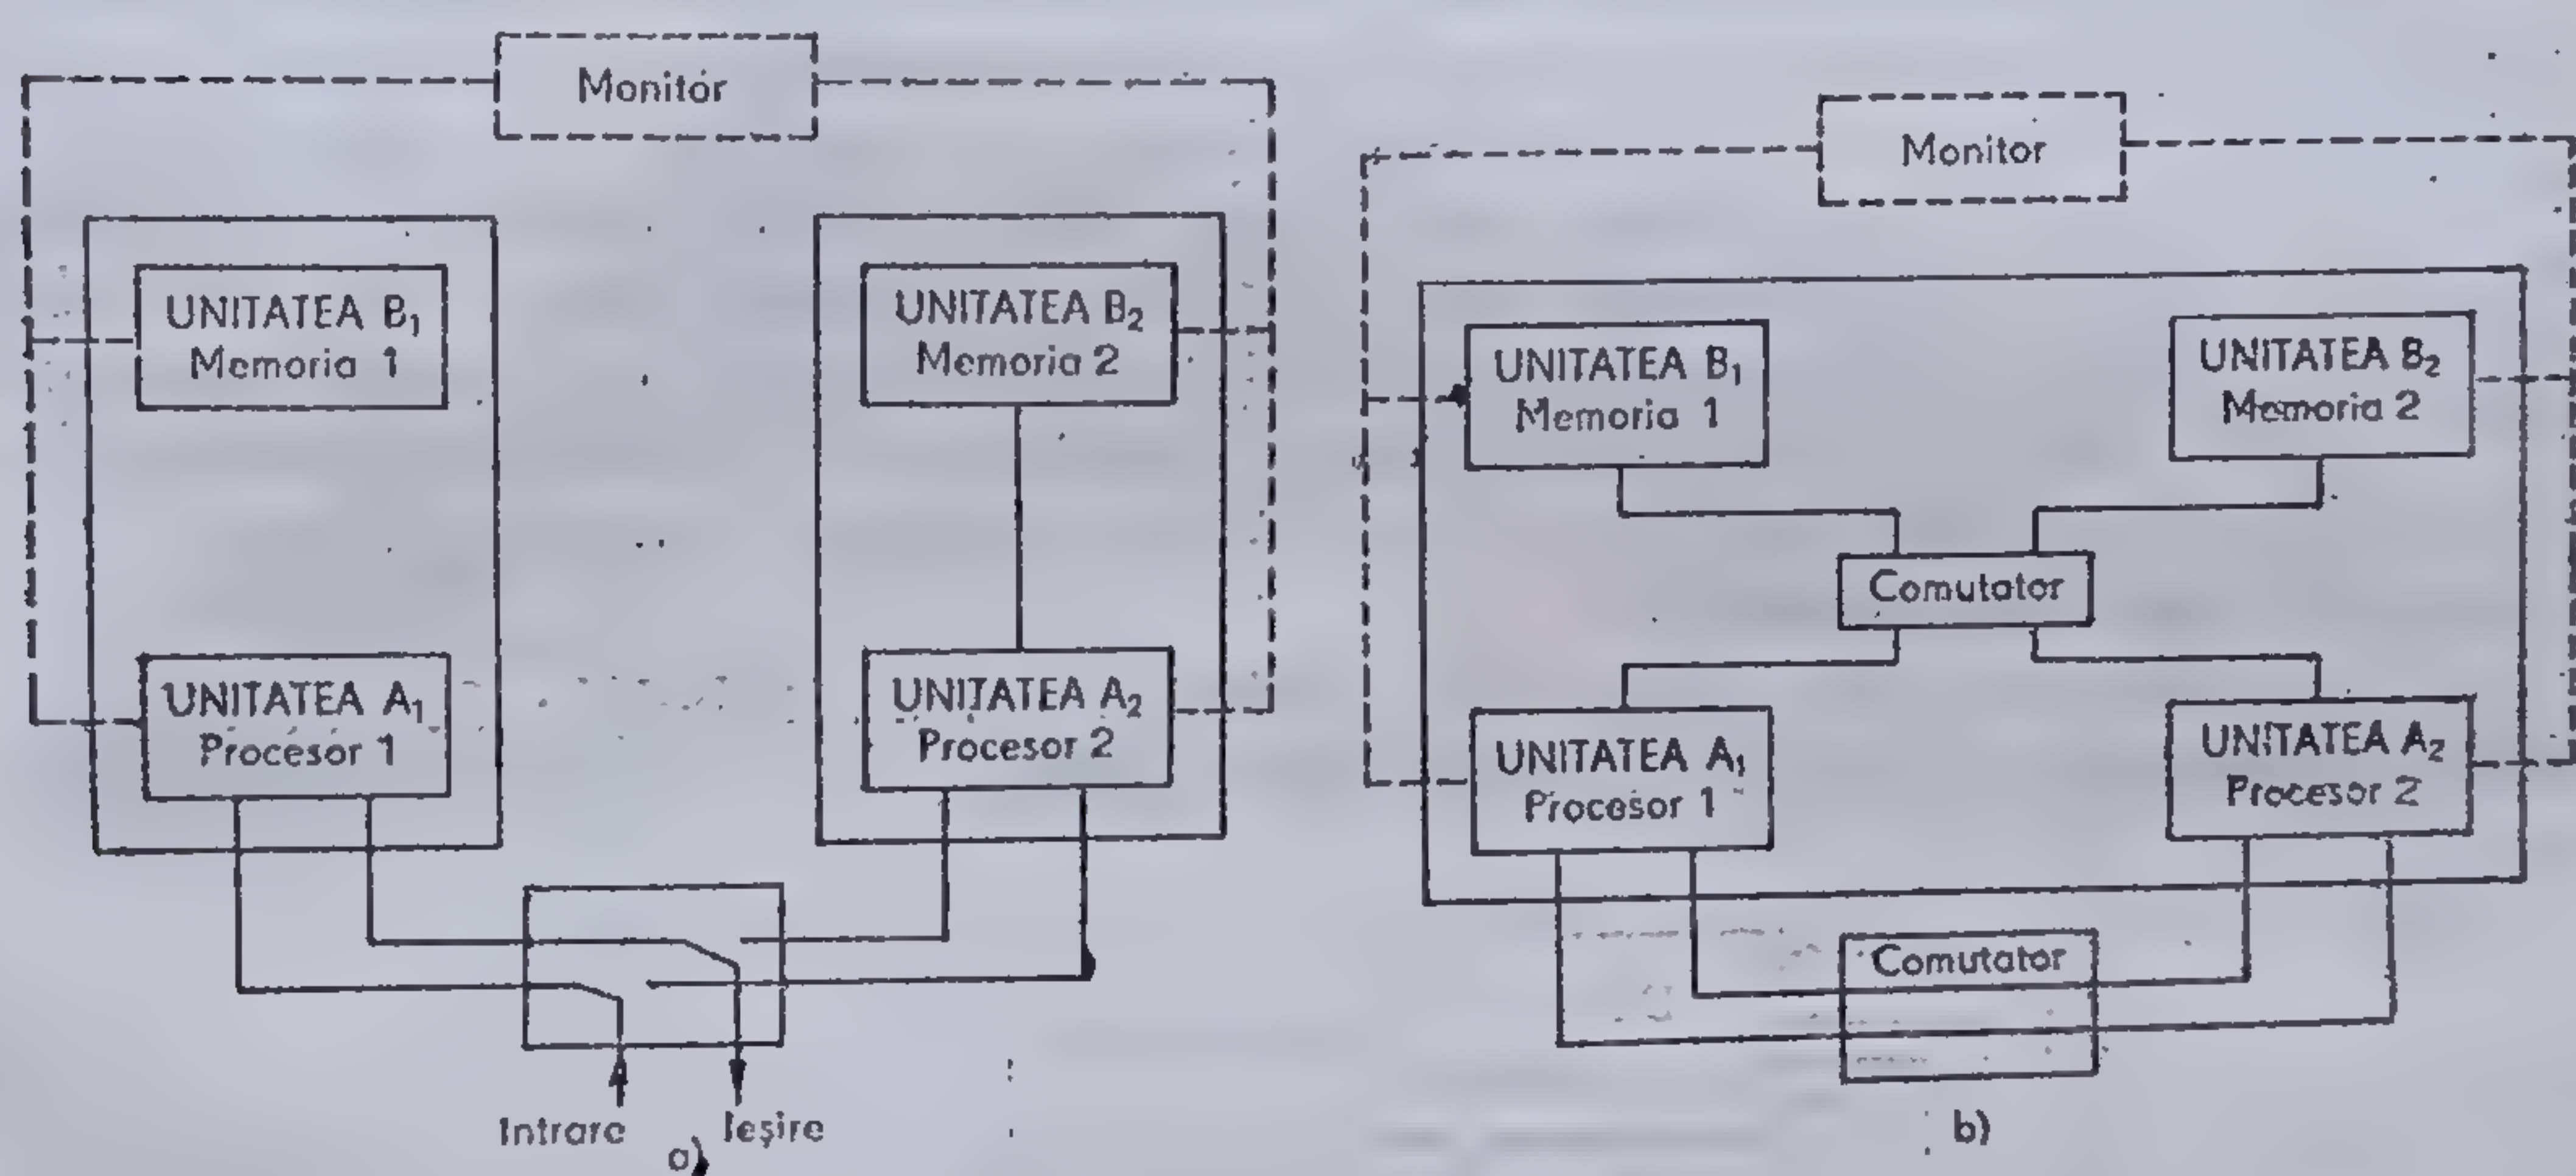 Monitor
UNITATEA B₁
Memoria 1
UNITATEA B₂
Memoria 2
UNITATEA A₁
Procesor 1
UNITATEA A₂
Procesor 2
Intrare
Ieşire
a)
Monitor
UNITATEA B₁
Memoria 1
UNITATEA B₂
Memoria 2
Comutator
UNITATEA A₁
Procesor 1
UNITATEA A₂
Procesor 2
Comutator
b)